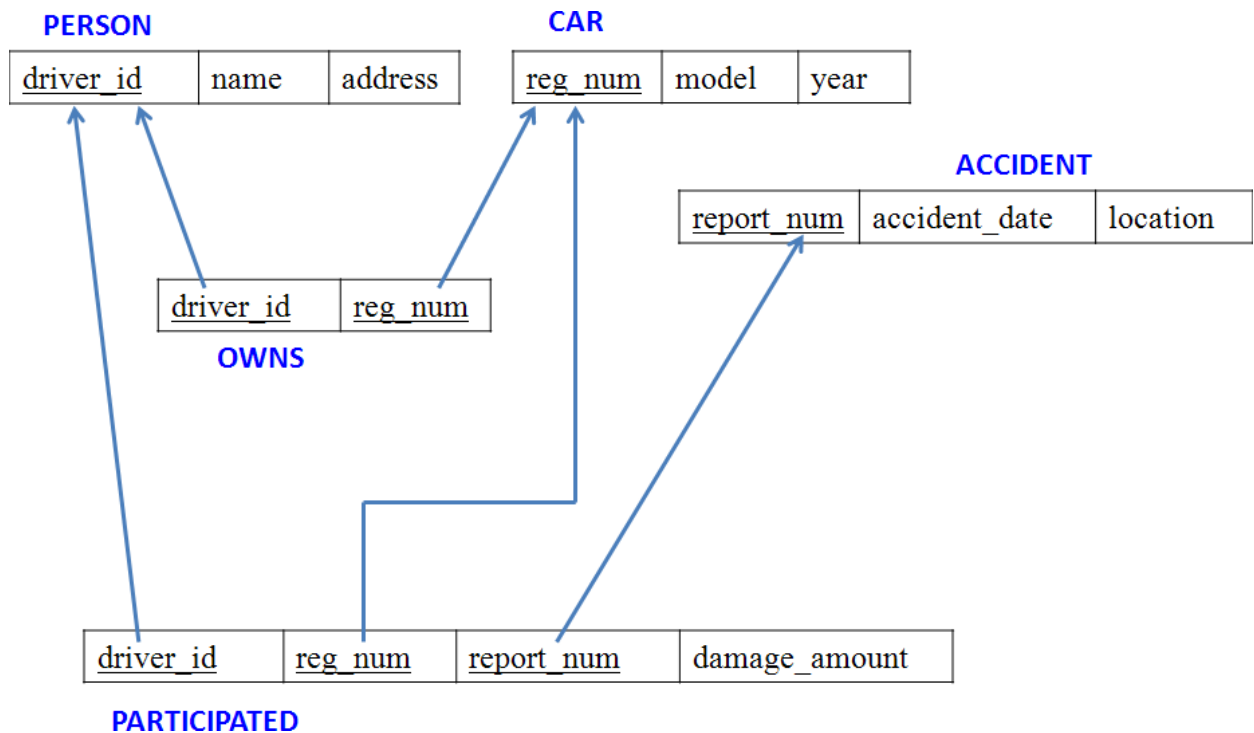 PERSON
driver_id name address
CAR
reg_num model year
ACCIDENT
report_num accident_date location
driver_id reg_num
OWNS
driver_id reg_num report_num damage_amount
PARTICIPATED